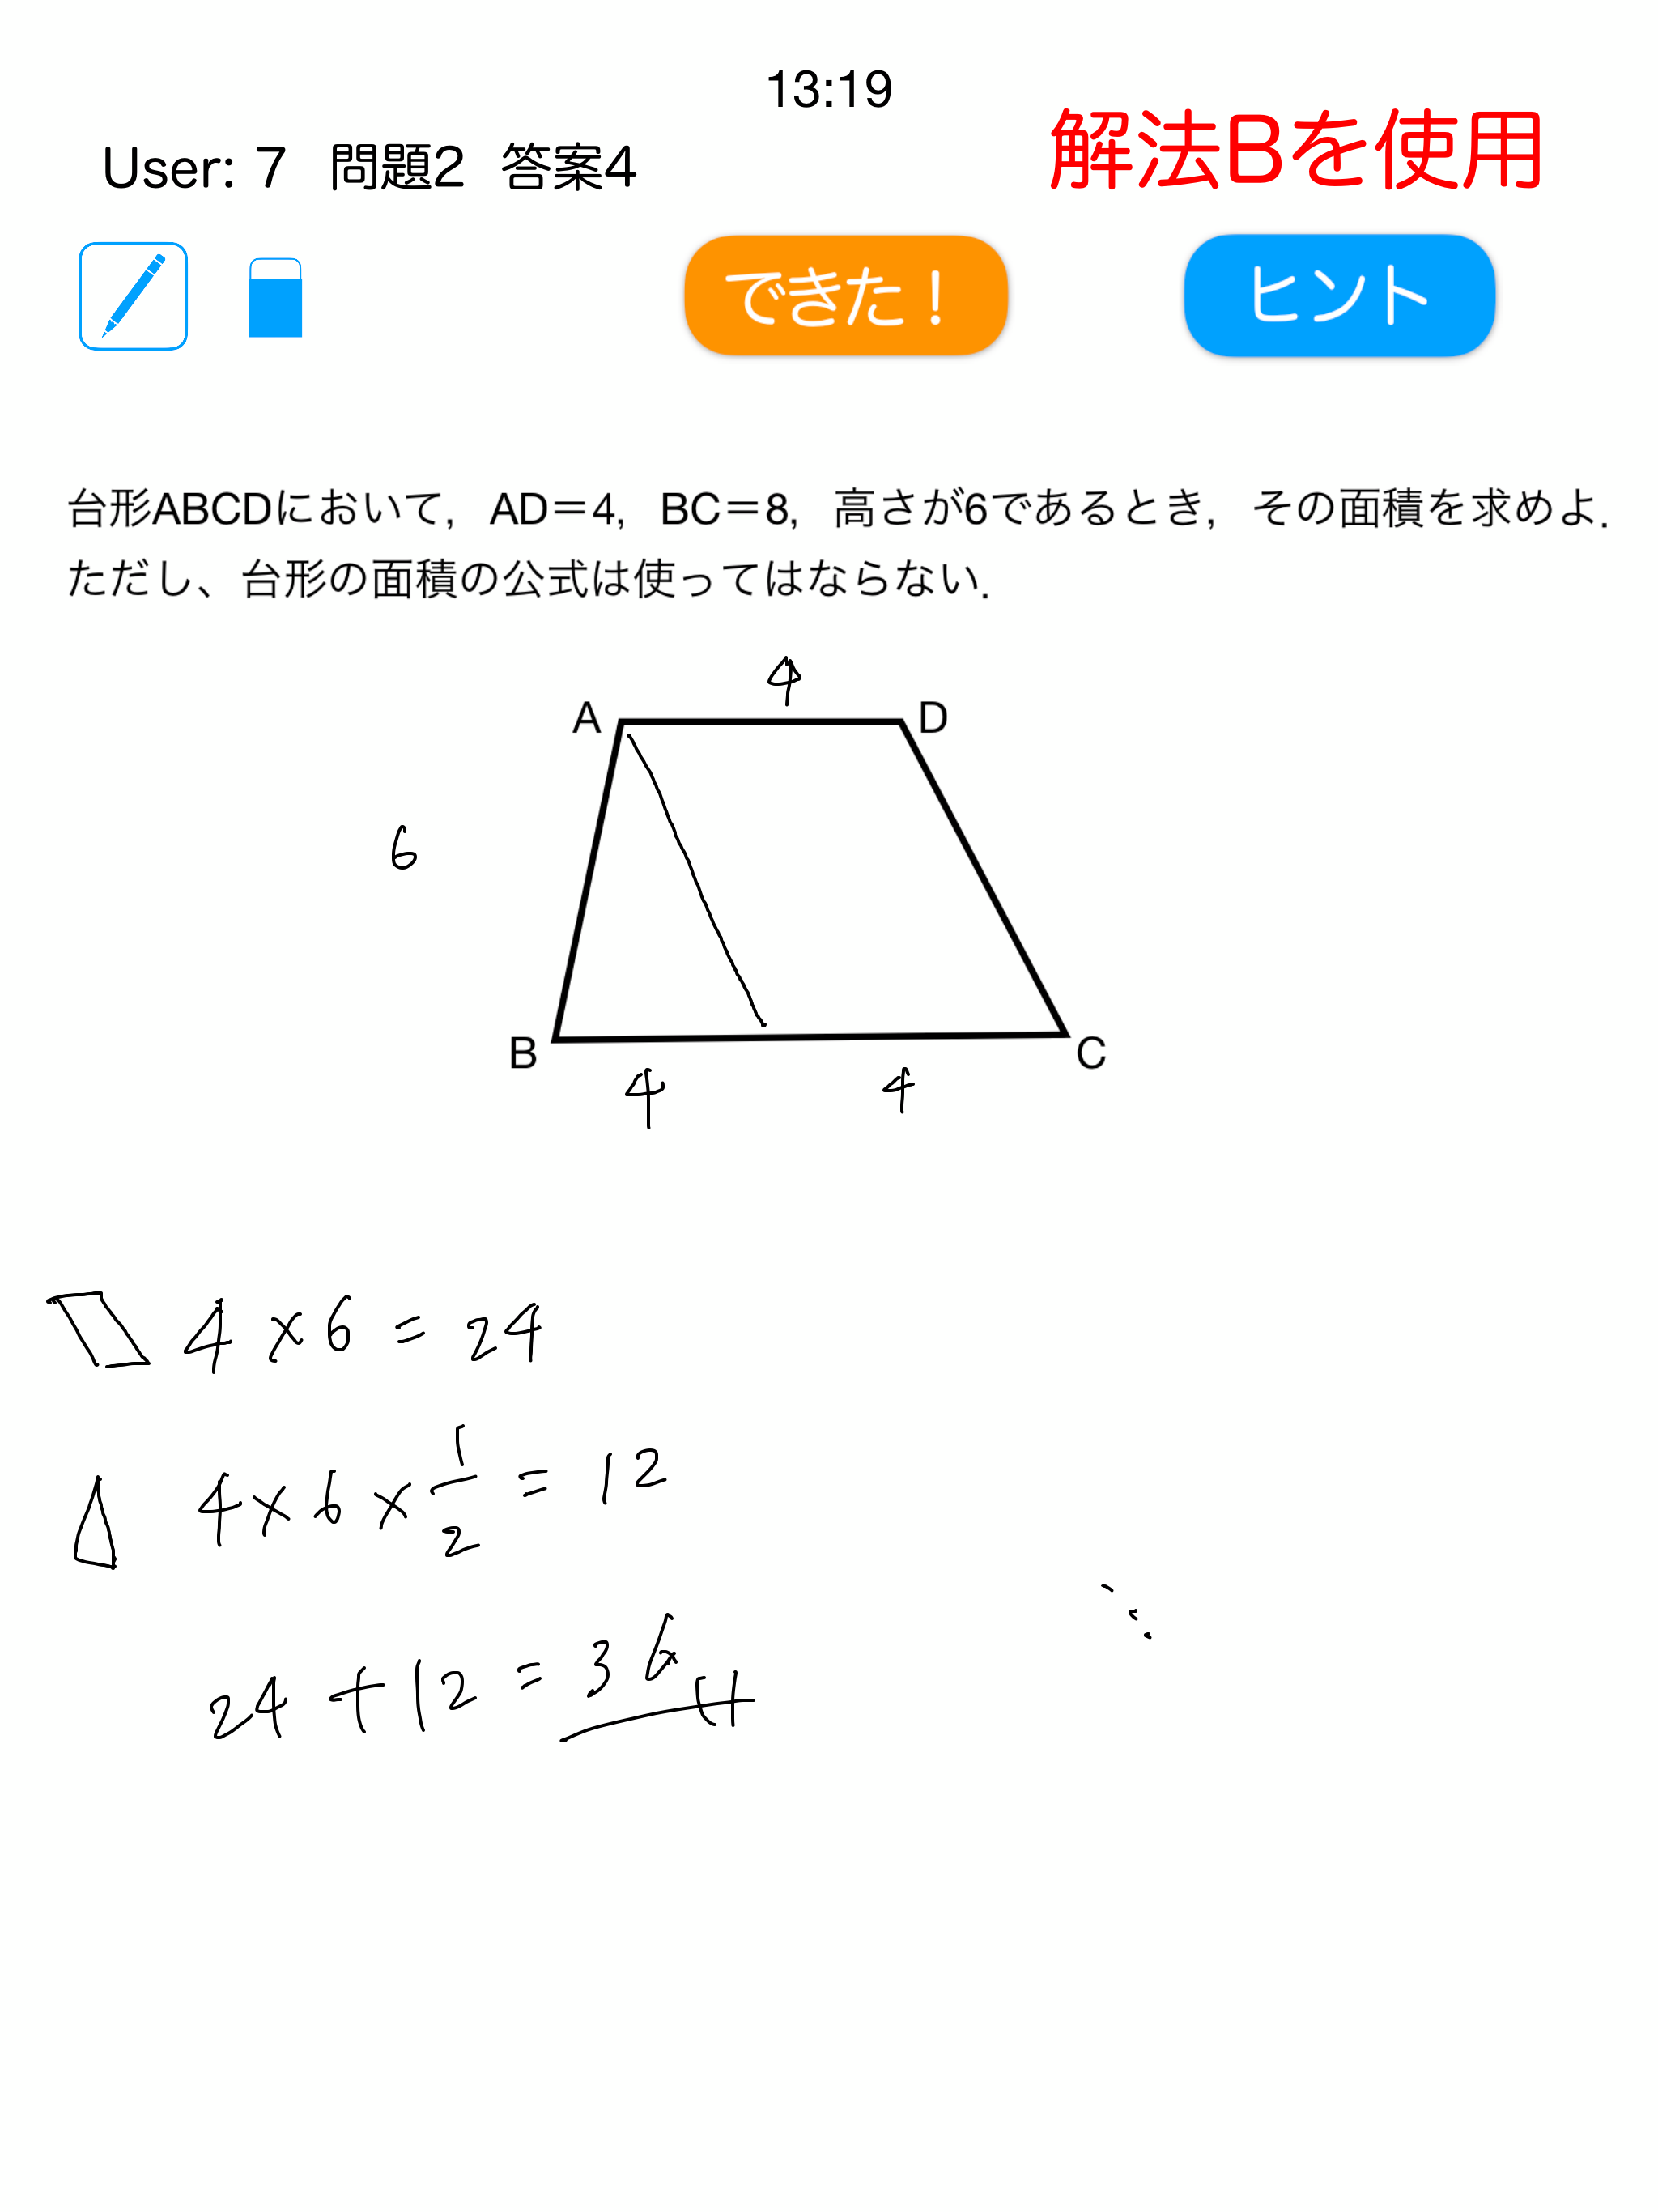 13:19
User: 7 問題2 答案4
解法Bを使用
できた！
ヒント
台形ABCDにおいて，AD＝4，BC＝8，高さが6であるとき，その面積を求めよ．
ただし、台形の面積の公式は使ってはならない．
4
A
D
6
B
C
4
4
4 × 6 = 24
4 × 6 × 1/2 = 12
24 + 12 = 36